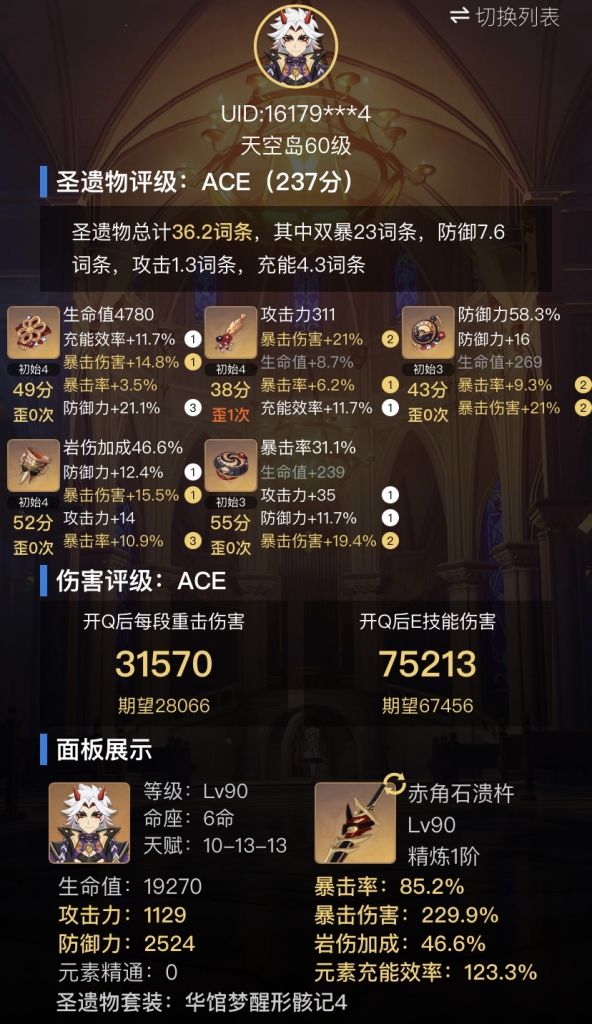 切换列表
UID:16179***4
天空岛60级
圣遗物评级：ACE（237分）
圣遗物总计36.2词条，其中双暴23词条，防御7.6
词条，攻击1.3词条，充能4.3词条
生命值4780
充能效率+11.7% 1
暴击伤害+14.8% 1
暴击率+3.5%
防御力+21.1% 3
初始4
49分
歪0次
攻击力311
暴击伤害+21% 2
生命值+8.7%
暴击率+6.2% 1
充能效率+11.7% 1
初始4
38分
歪1次
防御力58.3%
防御力+16
生命值+269
暴击率+9.3% 2
暴击伤害+21% 2
初始3
43分
歪0次
岩伤加成46.6%
防御力+12.4% 1
暴击伤害+15.5% 1
攻击力+14
暴击率+10.9% 3
初始4
52分
歪0次
暴击率31.1%
生命值+239
攻击力+35 1
防御力+11.7% 1
暴击伤害+19.4% 2
初始3
55分
歪0次
伤害评级：ACE
开Q后每段重击伤害
31570
期望28066
开Q后E技能伤害
75213
期望67456
面板展示
等级：Lv90
命座：6命
天赋：10-13-13
赤角石溃杵
Lv90
精炼1阶
生命值：19270
攻击力：1129
防御力：2524
元素精通：0
暴击率：85.2%
暴击伤害：229.9%
岩伤加成：46.6%
元素充能效率：123.3%
圣遗物套装：华馆梦醒形骸记4